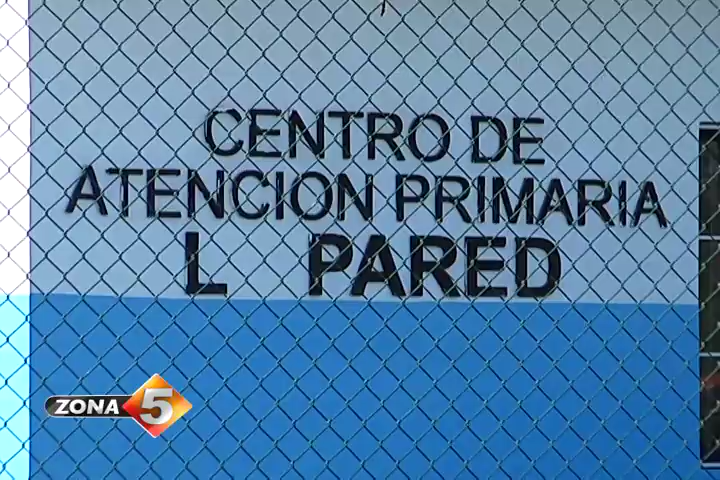 CENTRO DE
ATENCION PRIMARIA
L PARED
ZONA 5